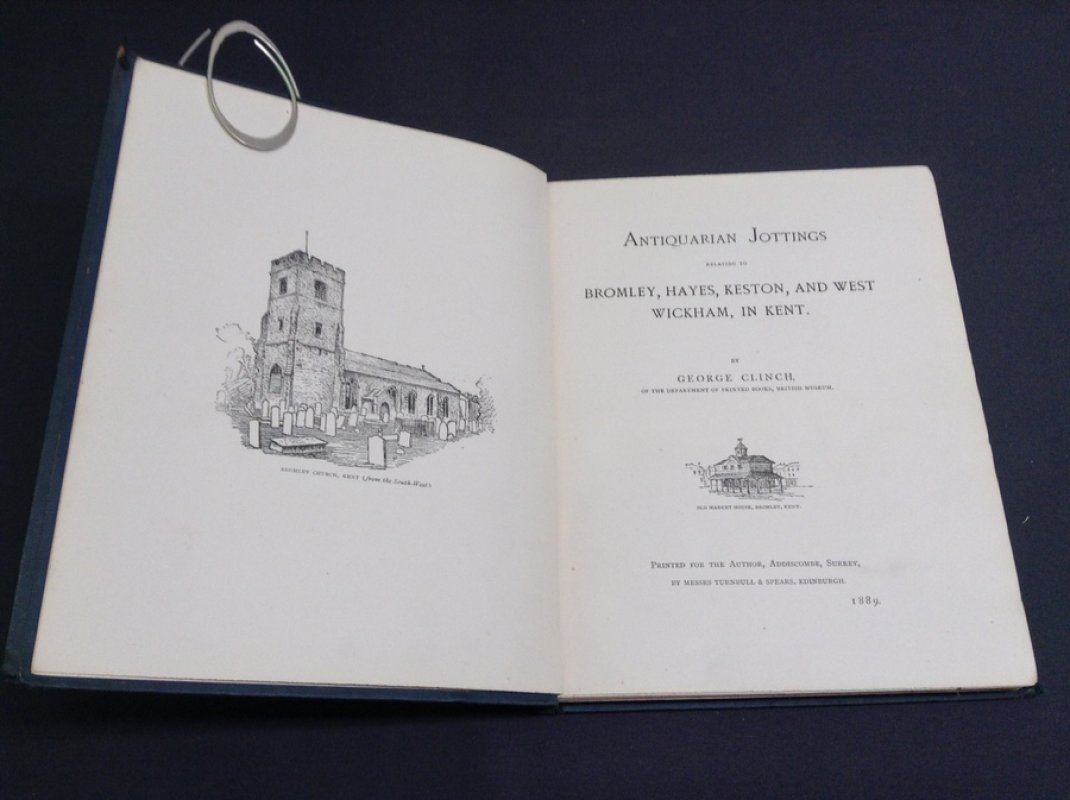 BROMLEY CHURCH, KENT (from the South-West)
ANTIQUARIAN JOTTINGS
RELATING TO
BROMLEY, HAYES, KESTON, AND WEST
WICKHAM, IN KENT.
BY
GEORGE CLINCH,
OF THE DEPARTMENT OF PRINTED BOOKS, BRITISH MUSEUM.
OLD MARKET HOUSE, BROMLEY, KENT.
PRINTED FOR THE AUTHOR, ADDISCOMBE, SURREY,
BY MESSRS TURNBULL & SPEARS, EDINBURGH.
1889.